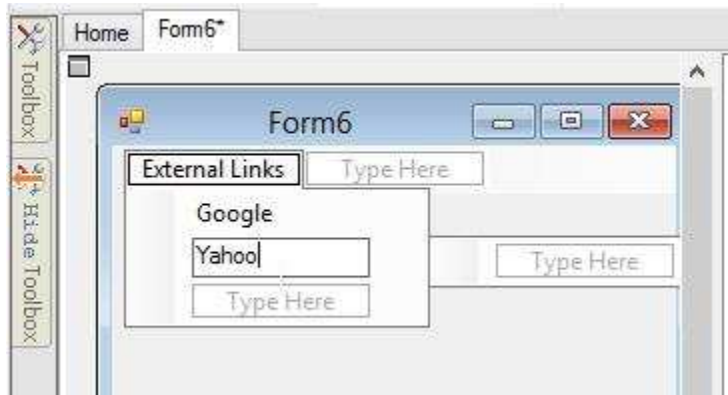 Home Form6*
Toolbox
Hide Toolbox
Form6
External Links Type Here
Google
Yahoo
Type Here
Type Here